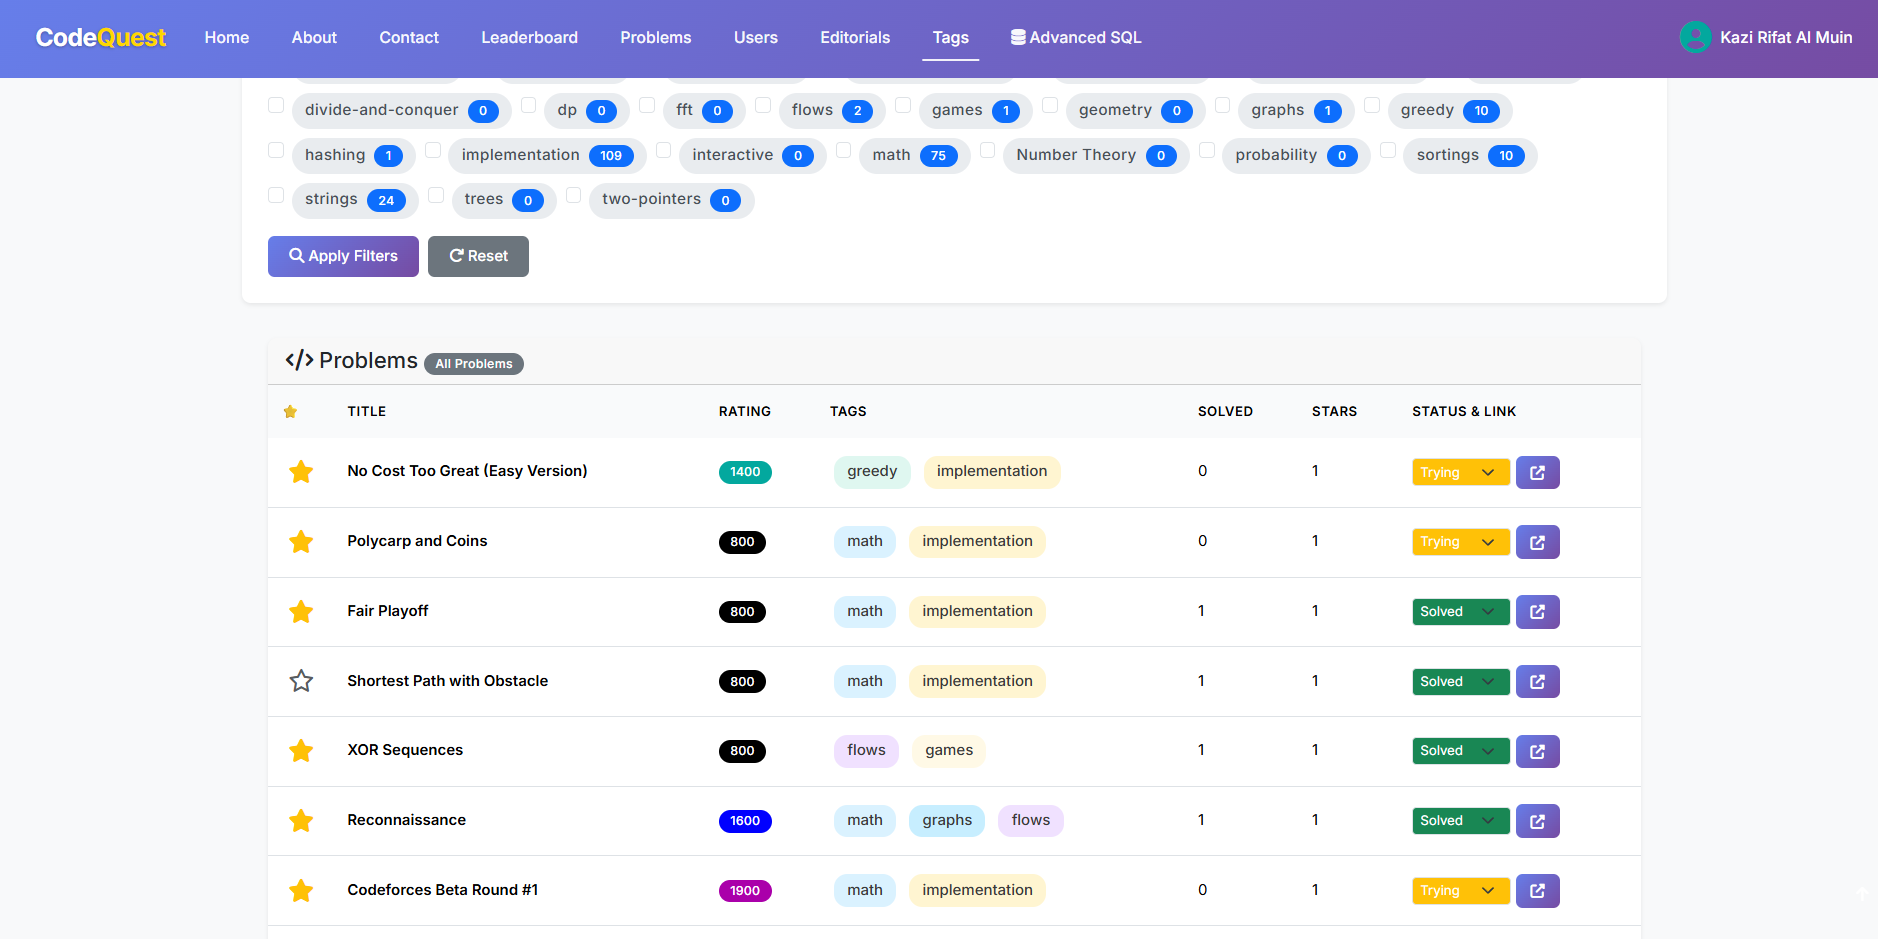 CodeQuest Home About Contact Leaderboard Problems Users Editorials Tags Advanced SQL Kazi Rifat Al Muin
divide-and-conquer 0 dp 0 fft 0 flows 2 games 1 geometry 0 graphs 1 greedy 10
hashing 1 implementation 109 interactive 0 math 75 Number Theory 0 probability 0 sortings 10
strings 24 trees 0 two-pointers 0
Apply Filters Reset
</> Problems All Problems
TITLE RATING TAGS SOLVED STARS STATUS & LINK
No Cost Too Great (Easy Version) 1400 greedy implementation 0 1 Trying
Polycarp and Coins 800 math implementation 0 1 Trying
Fair Playoff 800 math implementation 1 1 Solved
Shortest Path with Obstacle 800 math implementation 1 1 Solved
XOR Sequences 800 flows games 1 1 Solved
Reconnaissance 1600 math graphs flows 1 1 Solved
Codeforces Beta Round #1 1900 math implementation 0 1 Trying